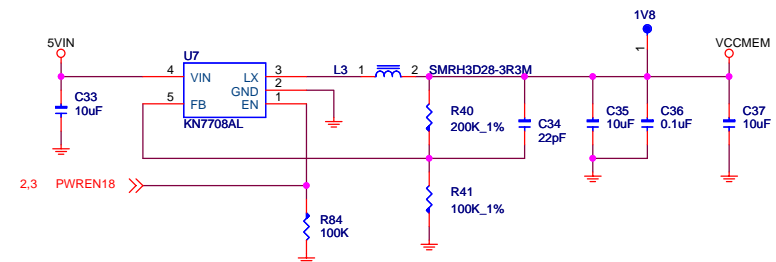 1V8
5VIN
VCCMEM
U7
4 VIN LX 3
GND 2
5 FB EN 1
KN7708AL
L3 1 2 SMRH3D28-3R3M
1
C33
10uF
R40
200K_1%
C34
22pF
C35
10uF
C36
0.1uF
C37
10uF
2,3 PWREN18
R41
100K_1%
R84
100K